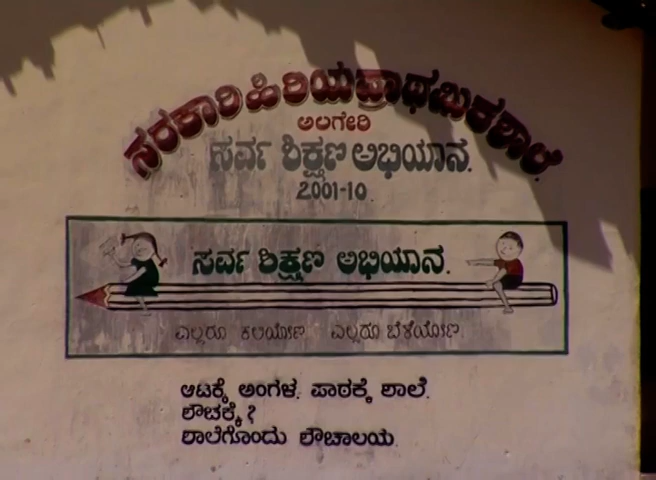 ಸರಕಾರಿ ಹಿರಿಯ ಪ್ರಾಥಮಿಕ ಶಾಲೆ.
ಅಲಗೇರಿ
ಸರ್ವ ಶಿಕ್ಷಣ ಅಭಿಯಾನ.
2001-10
ಸರ್ವ ಶಿಕ್ಷಣ ಅಭಿಯಾನ.
ಎಲ್ಲರೂ ಕಲಿಯೋಣ ಎಲ್ಲರೂ ಬೆಳೆಯೋಣ
ಆಟಕ್ಕೆ ಅಂಗಳ. ಪಾಠಕ್ಕೆ ಶಾಲೆ.
ಶೌಚಕ್ಕೆ?
ಶಾಲೆಗೊಂದು ಶೌಚಾಲಯ